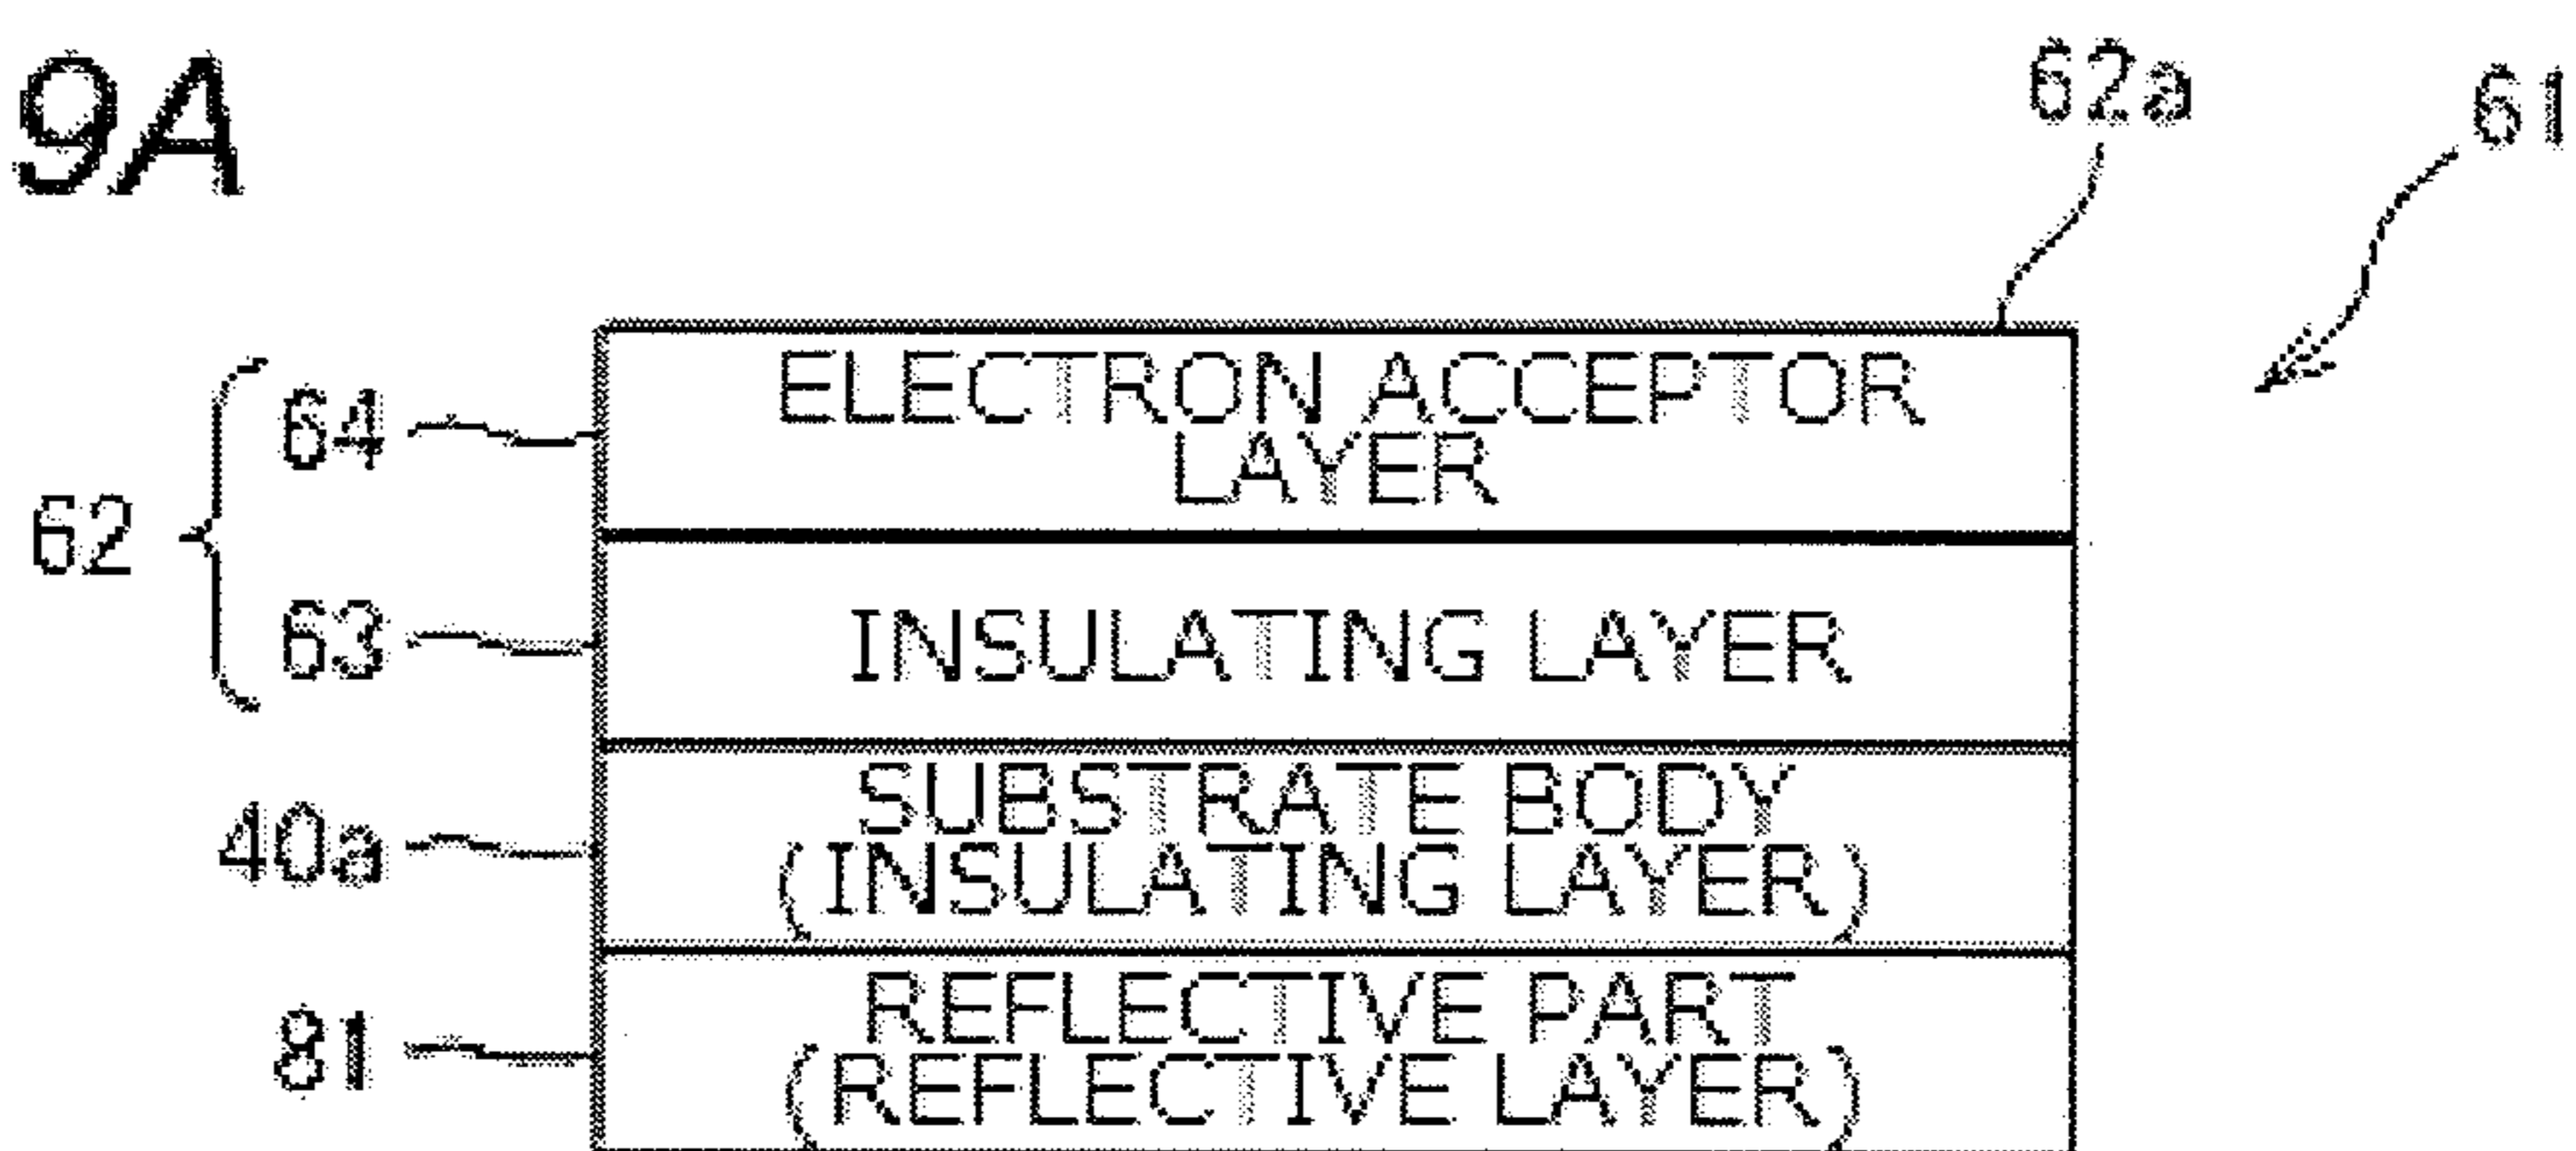 9A
62a
61
64
ELECTRON ACCEPTOR
LAYER
62
63
INSULATING LAYER
40a
SUBSTRATE BODY
(INSULATING LAYER)
81
REFLECTIVE PART
(REFLECTIVE LAYER)